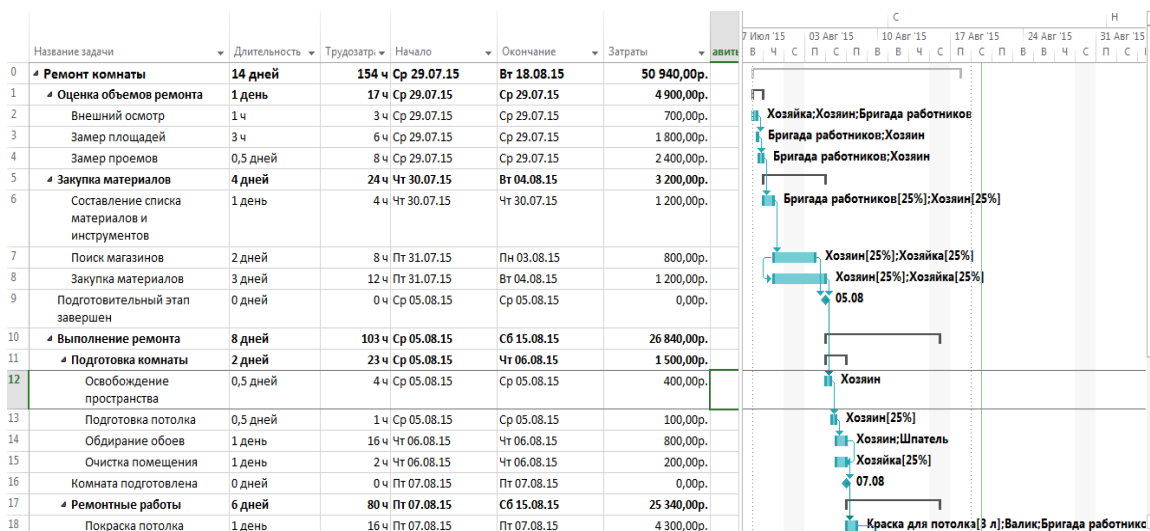 С Н
7 Июл '15 03 Авг '15 10 Авг '15 17 Авг '15 24 Авг '15 31 Авг '15
Название задачи Длительность Трудозатр Начало Окончание Затраты авить В Ч С П С П В В Ч С П С П В В Ч С П С
0 Ремонт комнаты 14 дней 154 ч Ср 29.07.15 Вт 18.08.15 50 940,00р.
1 Оценка объемов ремонта 1 день 17 ч Ср 29.07.15 Ср 29.07.15 4 900,00р.
2 Внешний осмотр 1 ч 3 ч Ср 29.07.15 Ср 29.07.15 700,00р. Хозяйка;Хозяин;Бригада работников
3 Замер площадей 3 ч 6 ч Ср 29.07.15 Ср 29.07.15 1 800,00р. Бригада работников;Хозяин
4 Замер проемов 0,5 дней 8 ч Ср 29.07.15 Ср 29.07.15 2 400,00р. Бригада работников;Хозяин
5 Закупка материалов 4 дней 24 ч Чт 30.07.15 Вт 04.08.15 3 200,00р.
6 Составление списка 1 день 4 ч Чт 30.07.15 Чт 30.07.15 1 200,00р. Бригада работников[25%];Хозяин[25%]
материалов и
инструментов
7 Поиск магазинов 2 дней 8 ч Пт 31.07.15 Пн 03.08.15 800,00р. Хозяин[25%];Хозяйка[25%]
8 Закупка материалов 3 дней 12 ч Пт 31.07.15 Вт 04.08.15 1 200,00р. Хозяин[25%];Хозяйка[25%]
9 Подготовительный этап 0 дней 0 ч Ср 05.08.15 Ср 05.08.15 0,00р. 05.08
завершен
10 Выполнение ремонта 8 дней 103 ч Ср 05.08.15 Сб 15.08.15 26 840,00р.
11 Подготовка комнаты 2 дней 23 ч Ср 05.08.15 Чт 06.08.15 1 500,00р.
12 Освобождение 0,5 дней 4 ч Ср 05.08.15 Ср 05.08.15 400,00р. Хозяин
пространства
13 Подготовка потолка 0,5 дней 1 ч Ср 05.08.15 Ср 05.08.15 100,00р. Хозяин[25%]
14 Обдирание обоев 1 день 16 ч Чт 06.08.15 Чт 06.08.15 800,00р. Хозяин;Шпатель
15 Очистка помещения 1 день 2 ч Чт 06.08.15 Чт 06.08.15 200,00р. Хозяйка[25%]
16 Комната подготовлена 0 дней 0 ч Пт 07.08.15 Пт 07.08.15 0,00р. 07.08
17 Ремонтные работы 6 дней 80 ч Пт 07.08.15 Сб 15.08.15 25 340,00р.
18 Покраска потолка 1 день 16 ч Пт 07.08.15 Пт 07.08.15 4 300,00р. Краска для потолка[3 л];Валик;Бригада работнико